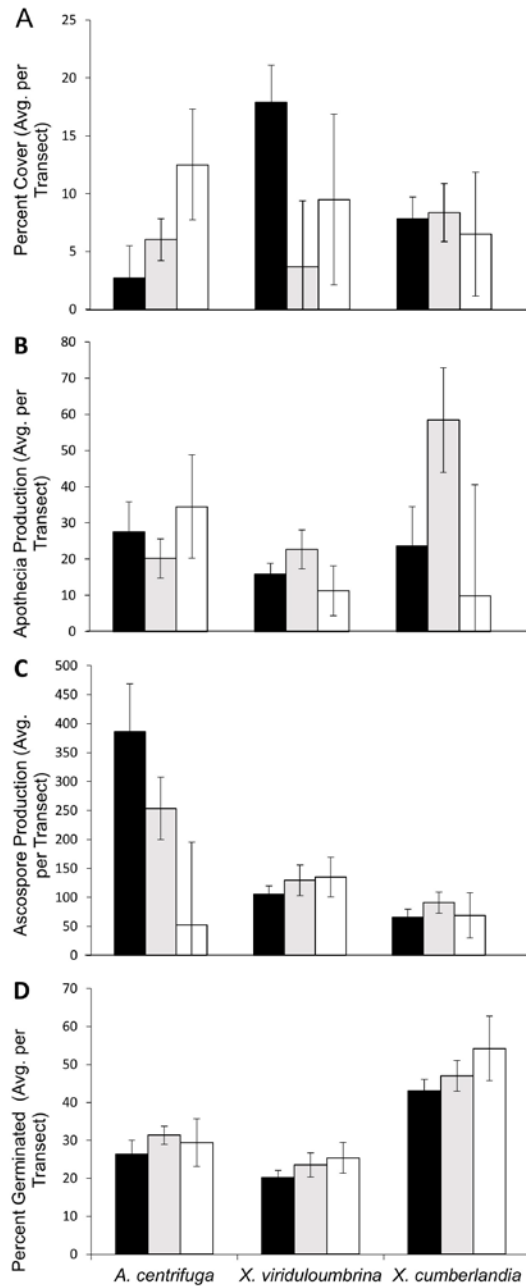 A
Percent Cover (Avg. per
Transect)
25
20
15
10
5
0
B
Apothecia Production (Avg. per
Transect)
80
70
60
50
40
30
20
10
0
C
Ascospore Production (Avg.
per Transect)
500
450
400
350
300
250
200
150
100
50
0
D
Percent Germinated (Avg. per
Transect)
70
60
50
40
30
20
10
0
A. centrifuga X. viriduloumbrina X. cumberlandia